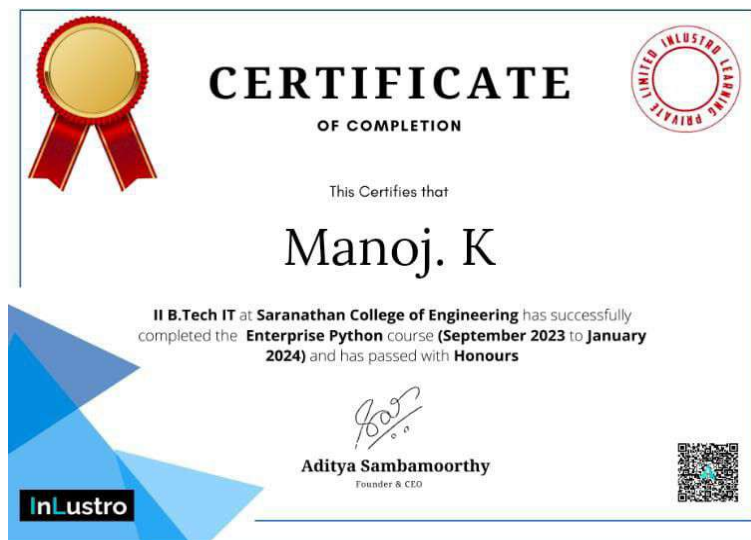 CERTIFICATE
INLUSTRO LEARNING PRIVATE LIMITED
OF COMPLETION
This Certifies that
Manoj. K
II B.Tech IT at Saranathan College of Engineering has successfully
completed the Enterprise Python course (September 2023 to January
2024) and has passed with Honours
Aditya Sambamoorthy
Founder & CEO
InLustro